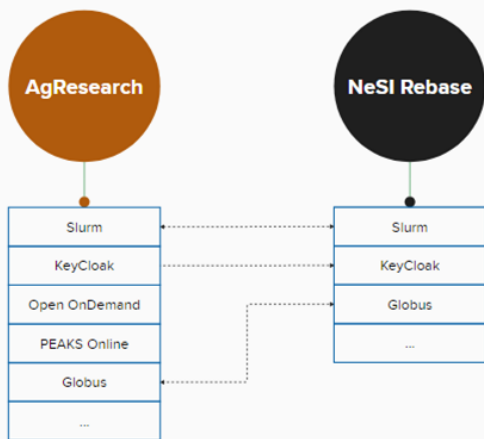 AgResearch
NeSI Rebase
Slurm
KeyCloak
Open OnDemand
PEAKS Online
Globus
...
Slurm
KeyCloak
Globus
...